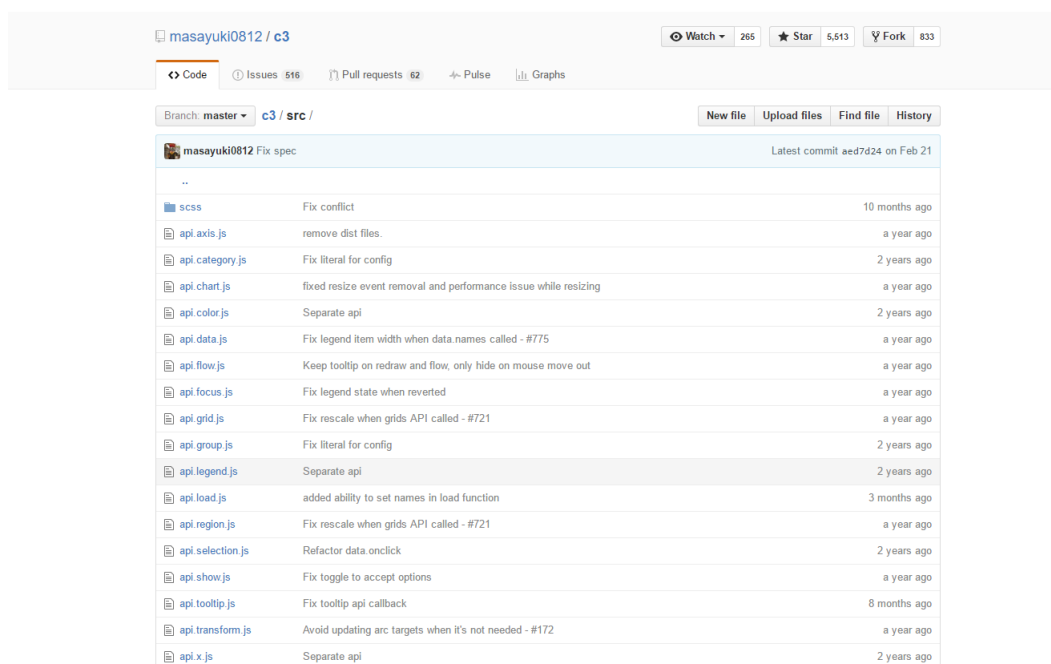 masayuki0812 / c3
Watch 265 Star 5,513 Fork 833
Code Issues 516 Pull requests 62 Pulse Graphs
Branch: master c3 / src / New file Upload files Find file History
masayuki0812 Fix spec Latest commit aed7d24 on Feb 21
..
scss Fix conflict 10 months ago
api.axis.js remove dist files. a year ago
api.category.js Fix literal for config 2 years ago
api.chart.js fixed resize event removal and performance issue while resizing a year ago
api.color.js Separate api 2 years ago
api.data.js Fix legend item width when data.names called - #775 a year ago
api.flow.js Keep tooltip on redraw and flow, only hide on mouse move out a year ago
api.focus.js Fix legend state when reverted a year ago
api.grid.js Fix rescale when grids API called - #721 a year ago
api.group.js Fix literal for config 2 years ago
api.legend.js Separate api 2 years ago
api.load.js added ability to set names in load function 3 months ago
api.region.js Fix rescale when grids API called - #721 a year ago
api.selection.js Refactor data.onclick 2 years ago
api.show.js Fix toggle to accept options a year ago
api.tooltip.js Fix tooltip api callback 8 months ago
api.transform.js Avoid updating arc targets when it's not needed - #172 a year ago
api.x.js Separate api 2 years ago